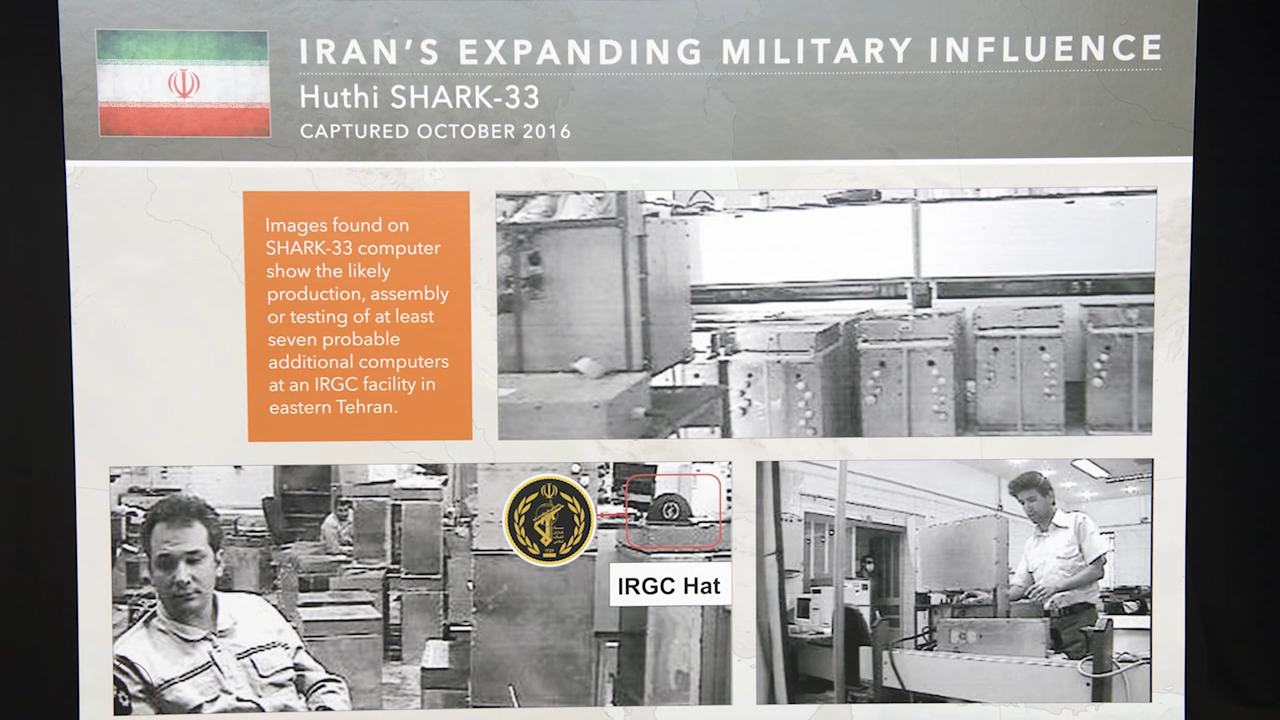 IRAN'S EXPANDING MILITARY INFLUENCE
Huthi SHARK-33
CAPTURED OCTOBER 2016
Images found on
SHARK-33 computer
show the likely
production, assembly
or testing of at least
seven probable
additional computers
at an IRGC facility in
eastern Tehran.
IRGC Hat